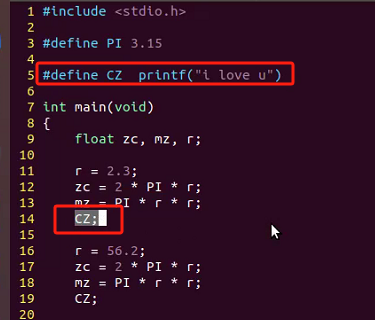 1 #include <stdio.h>
2
3 #define PI 3.15
4
5 #define CZ  printf("i love u")
6
7 int main(void)
8 {
9     float zc, mz, r;
10
11     r = 2.3;
12     zc = 2 * PI * r;
13     mz = PI * r * r;
14     CZ;
15
16     r = 56.2;
17     zc = 2 * PI * r;
18     mz = PI * r * r;
19     CZ;
20